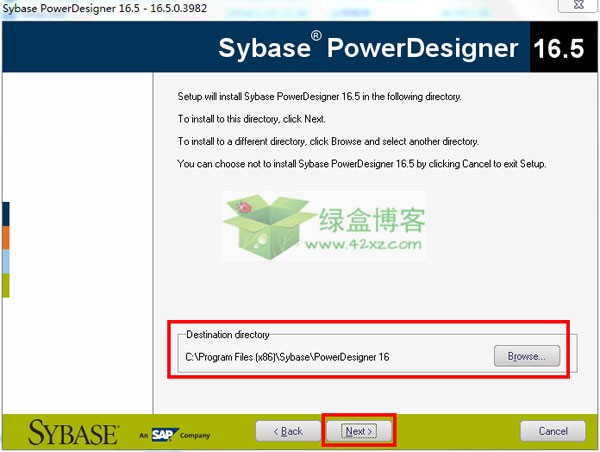 Sybase PowerDesigner 16.5 - 16.5.0.3982
Sybase® PowerDesigner 16.5
Setup will install Sybase PowerDesigner 16.5 in the following directory.
To install to this directory, click Next.
To install to a different directory, click Browse and select another directory.
You can choose not to install Sybase PowerDesigner 16.5 by clicking Cancel to exit Setup.
绿盒博客
www.42xz.com
Destination directory
C:\Program Files (x86)\Sybase\PowerDesigner 16
Browse...
SYBASE® An SAP Company
< Back
Next >
Cancel